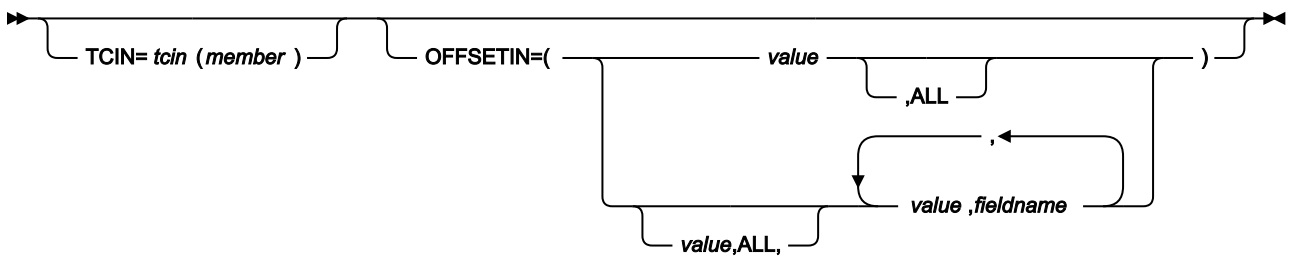 TCIN= tcin (member )
OFFSETIN=( value )
,ALL
,
value ,fieldname
value,ALL,